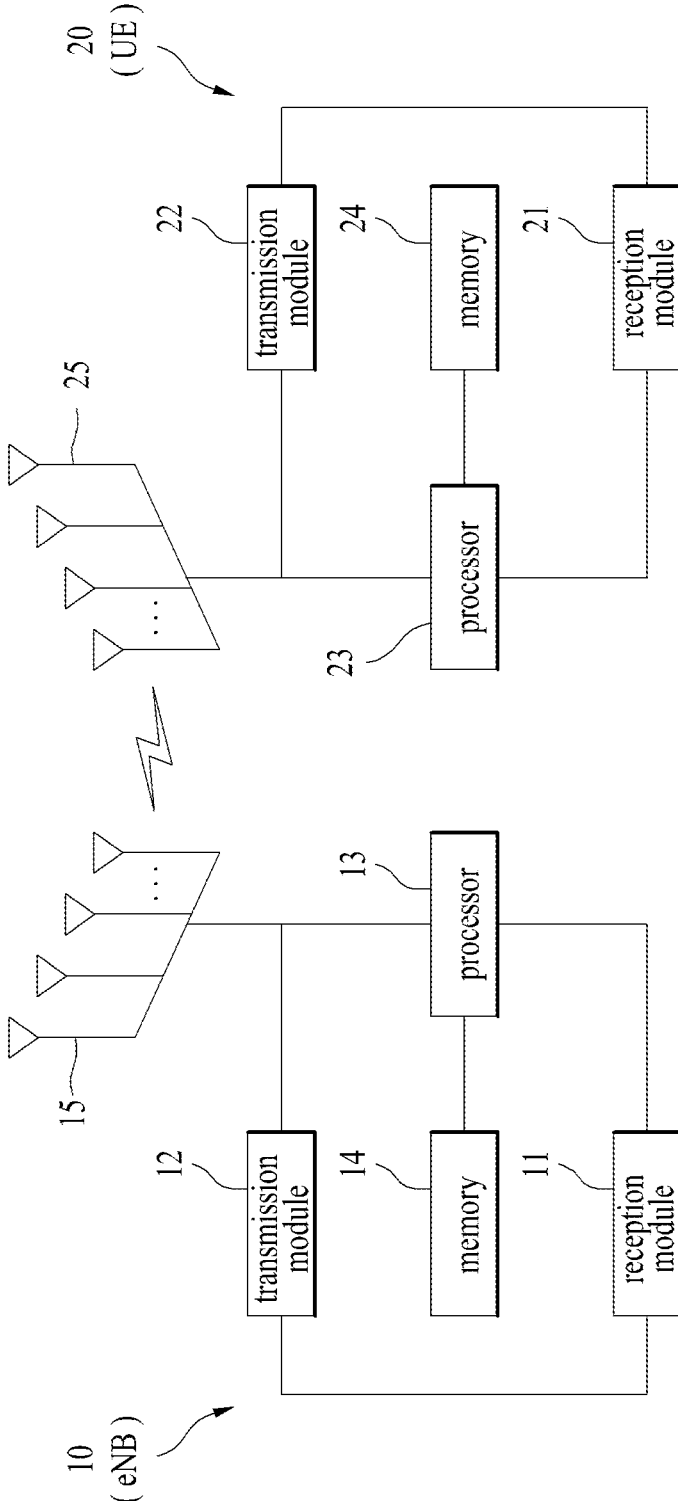 10
( eNB )
15
12
transmission
module
14
memory
11
reception
module
13
processor
. . .
20
( UE )
25
. . .
22
transmission
module
24
memory
21
reception
module
23
processor